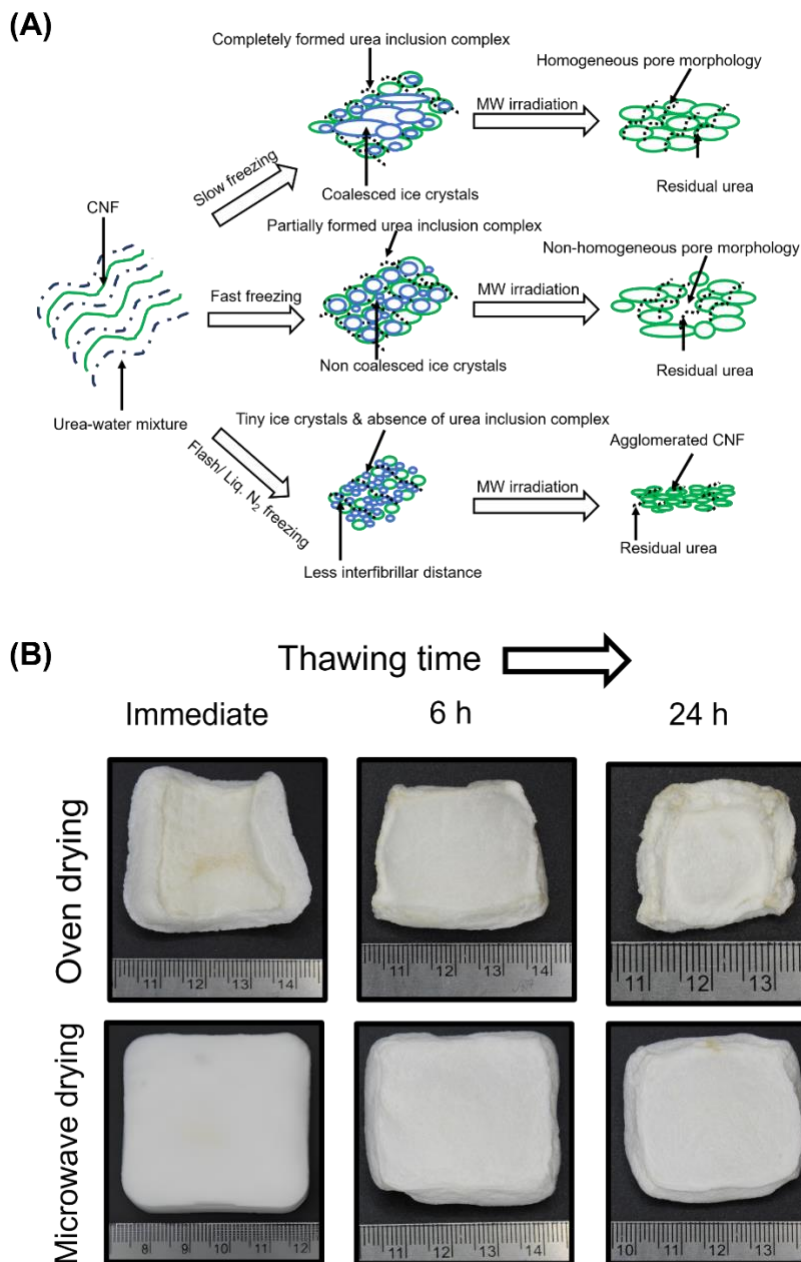 (A)
Completely formed urea inclusion complex
Homogeneous pore morphology
MW irradiation
Slow freezing
Residual urea
Coalesced ice crystals
CNF
Partially formed urea inclusion complex
Non-homogeneous pore morphology
Fast freezing
MW irradiation
Non coalesced ice crystals
Residual urea
Urea-water mixture
Tiny ice crystals & absence of urea inclusion complex
Agglomerated CNF
Flash/ Liq. N₂ freezing
MW irradiation
Residual urea
Less interfibrillar distance
(B)
Thawing time
Immediate 6 h 24 h
Oven drying
11 12 13 14
11 12 13 14
11 12 13
Microwave drying
8 9 10 11 12
11 12 13 14
10 11 12 13